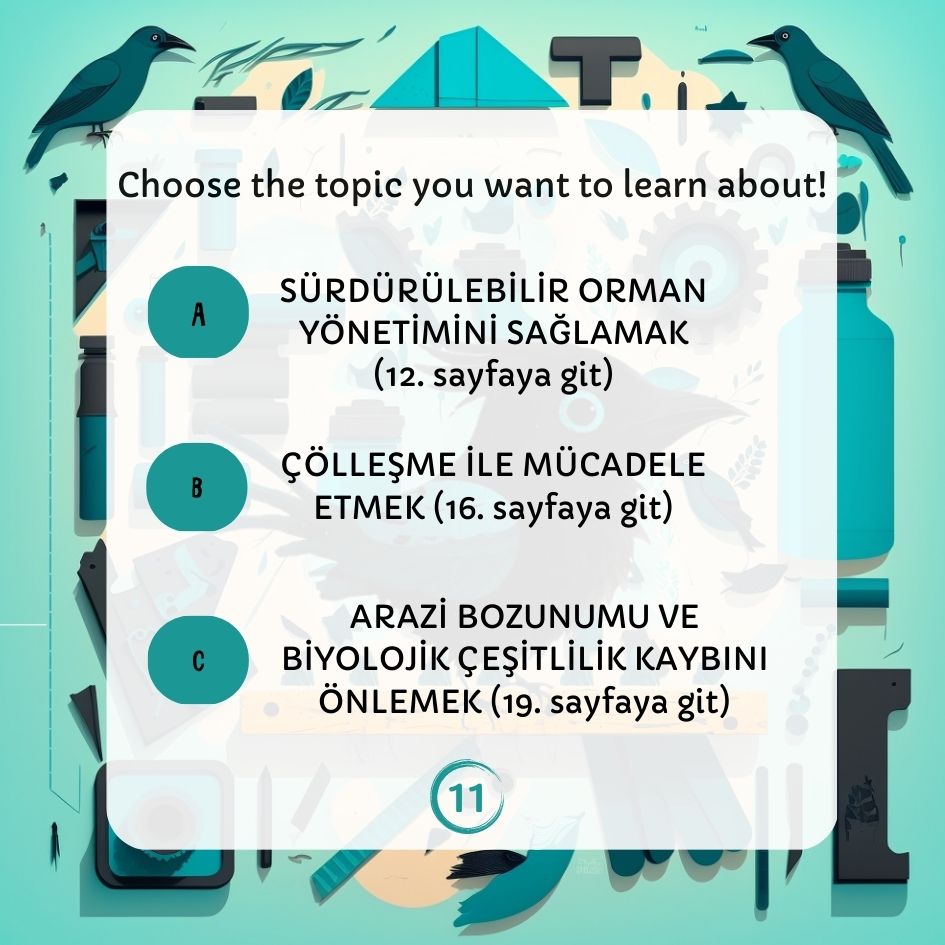 Choose the topic you want to learn about!
A
SÜRDÜRÜLEBİLİR ORMAN
YÖNETİMİNİ SAĞLAMAK
(12. sayfaya git)
B
ÇÖLLEŞME İLE MÜCADELE
ETMEK (16. sayfaya git)
C
ARAZİ BOZUNUMU VE
BİYOLOJİK ÇEŞİTLİLİK KAYBINI
ÖNLEMEK (19. sayfaya git)
11